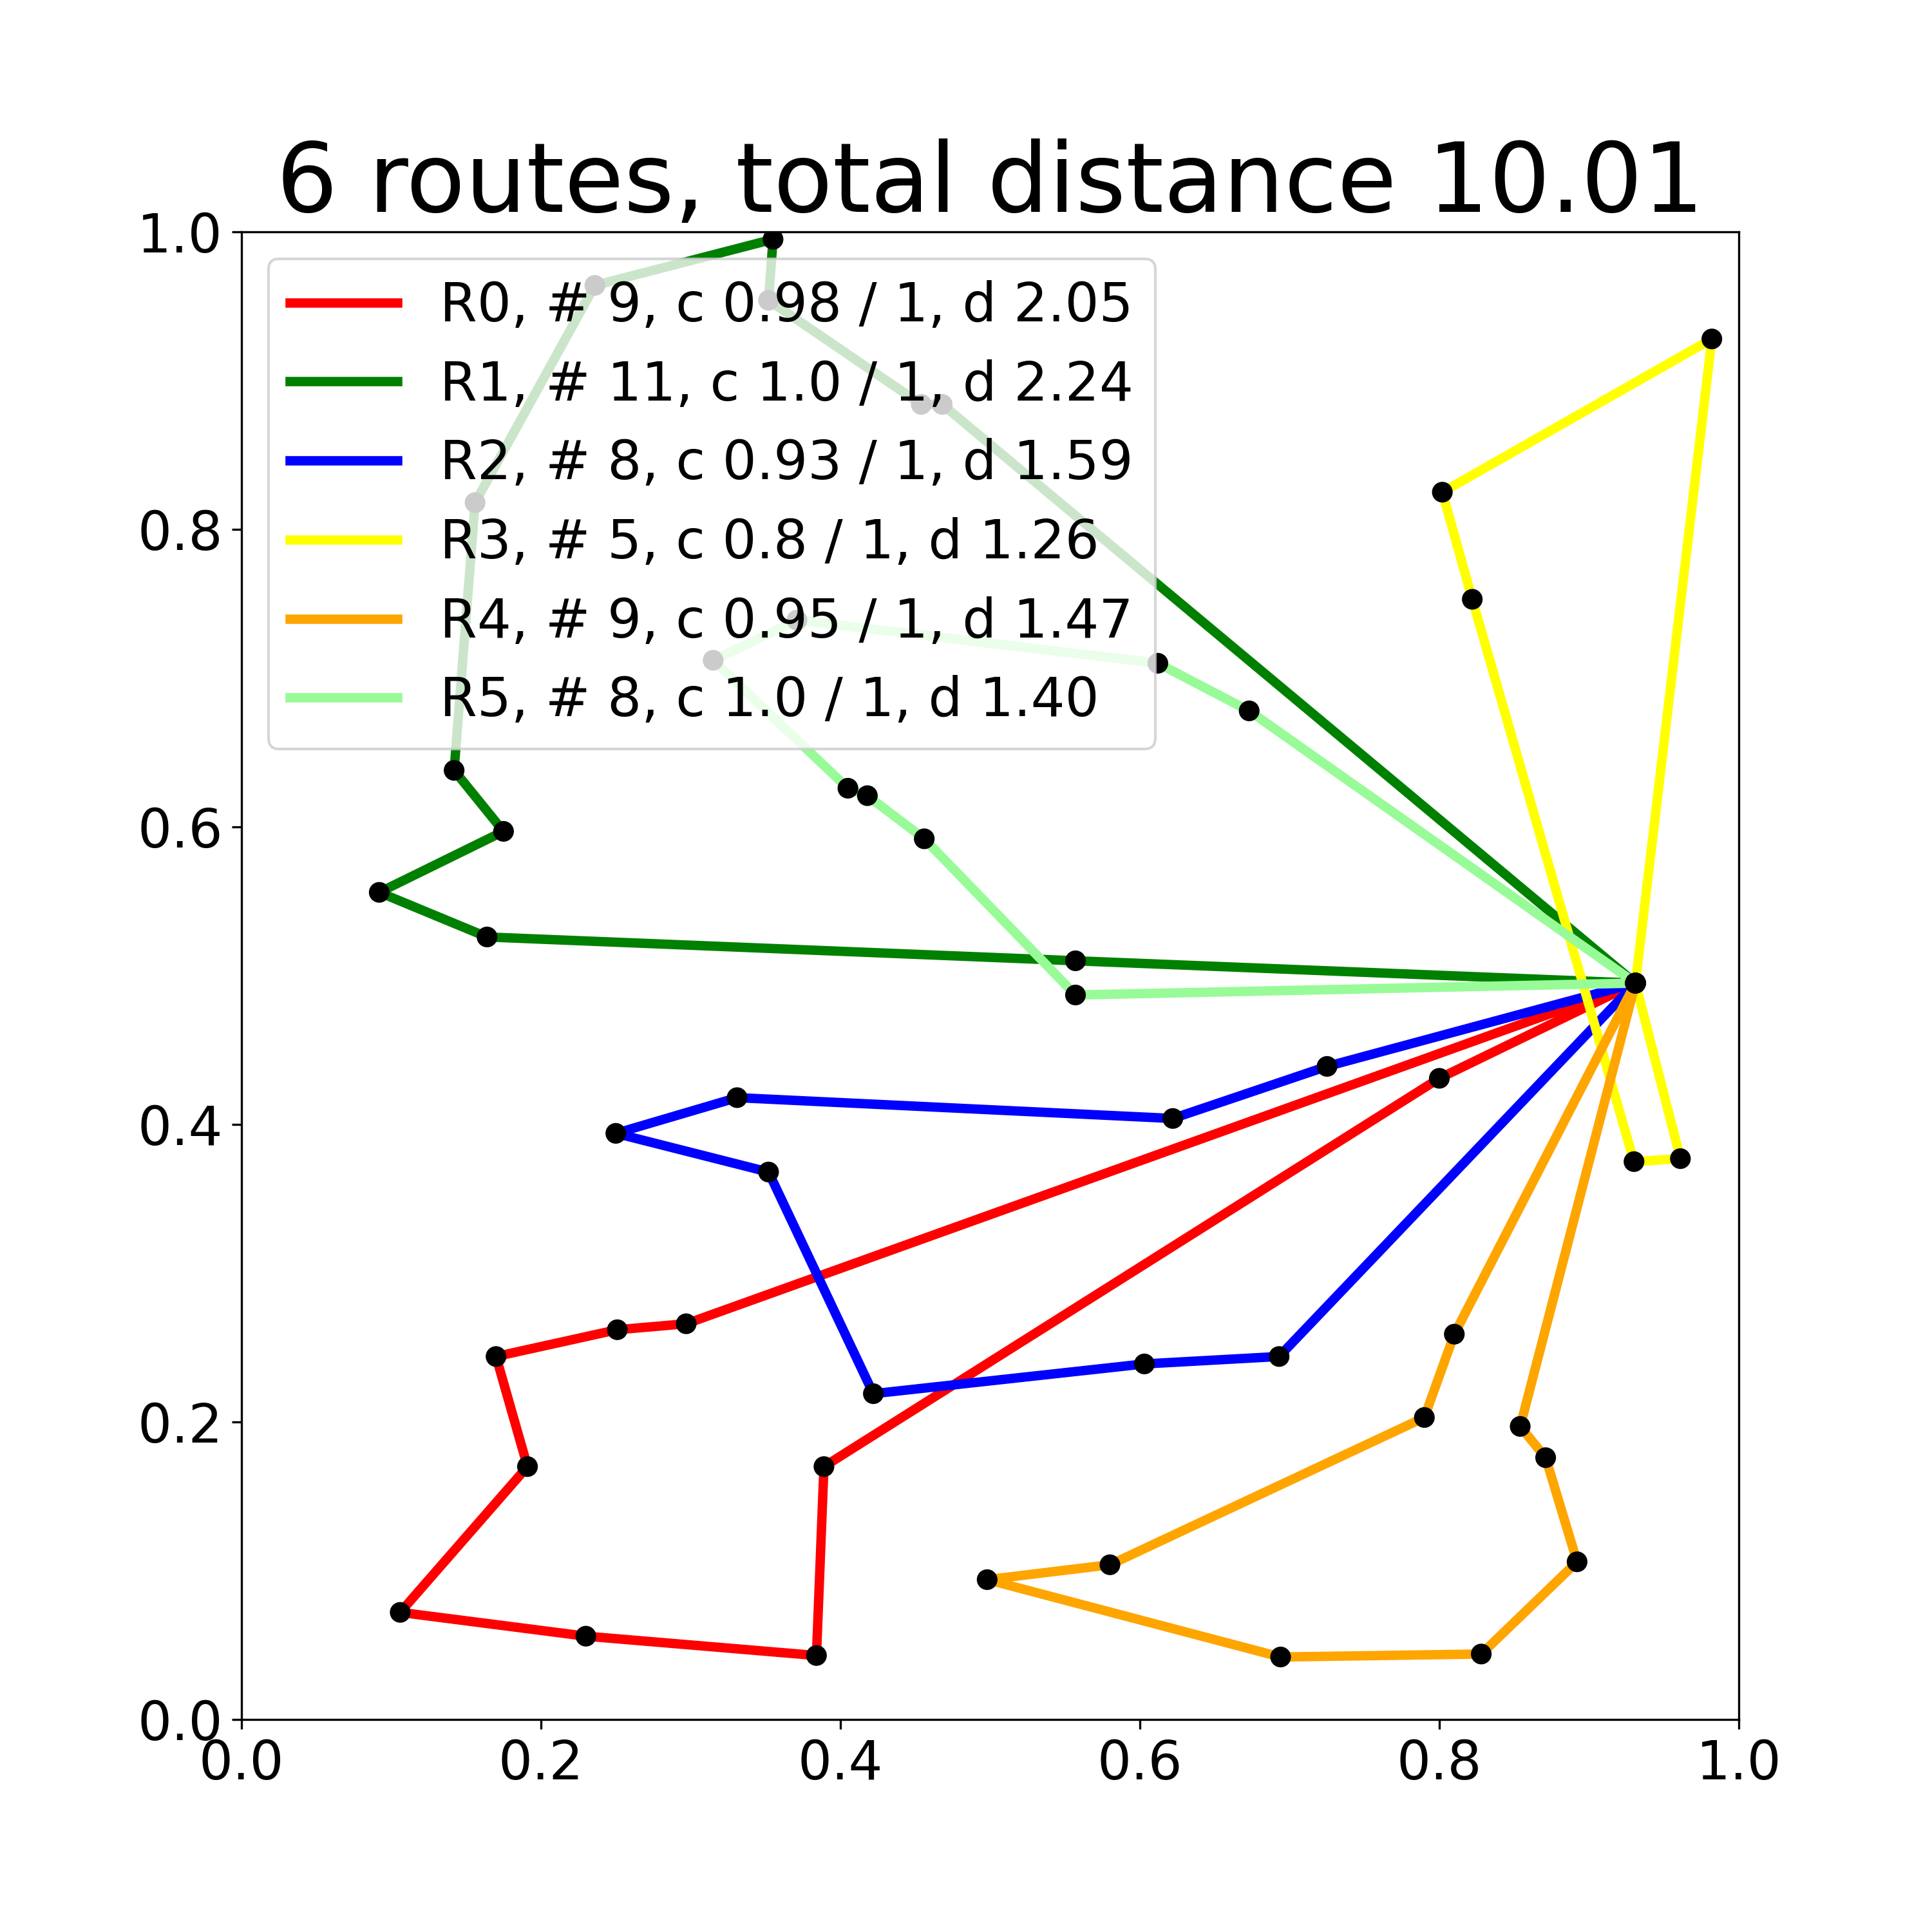 6 routes, total distance 10.01
1.0
R0, # 9, c 0.98 / 1, d 2.05
R1, # 11, c 1.0 / 1, d 2.24
R2, # 8, c 0.93 / 1, d 1.59
R3, # 5, c 0.8 / 1, d 1.26
R4, # 9, c 0.95 / 1, d 1.47
R5, # 8, c 1.0 / 1, d 1.40
0.8
0.6
0.4
0.2
0.0
0.0 0.2 0.4 0.6 0.8 1.0